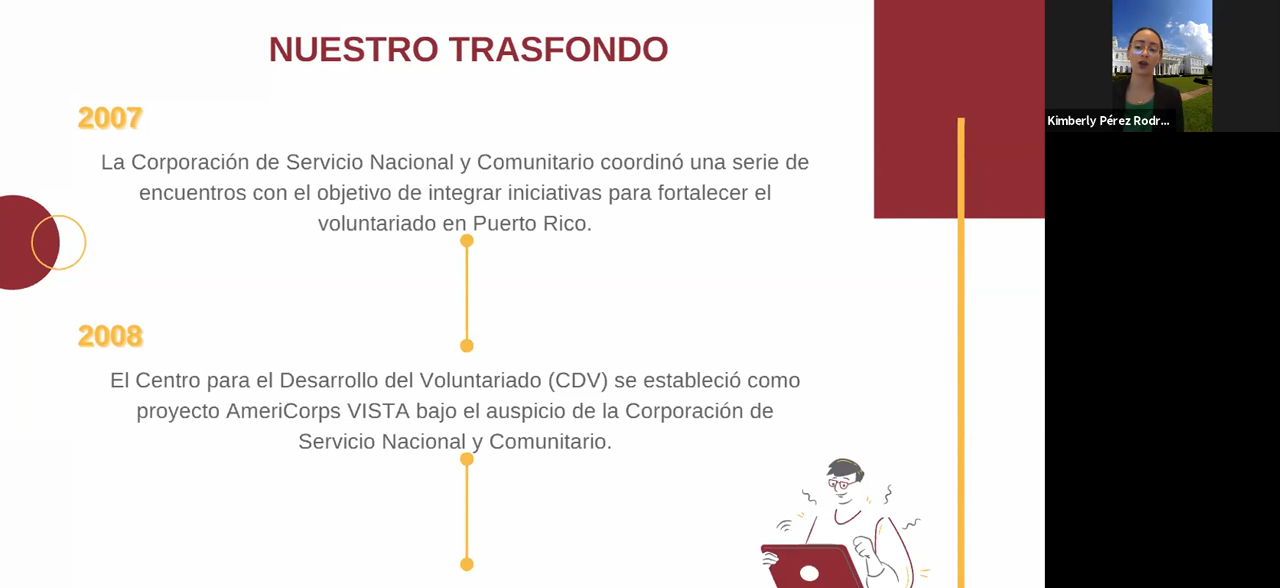 NUESTRO TRASFONDO
2007
La Corporación de Servicio Nacional y Comunitario coordinó una serie de
encuentros con el objetivo de integrar iniciativas para fortalecer el
voluntariado en Puerto Rico.
2008
El Centro para el Desarrollo del Voluntariado (CDV) se estableció como
proyecto AmeriCorps VISTA bajo el auspicio de la Corporación de
Servicio Nacional y Comunitario.
Kimberly Pérez Rodr...